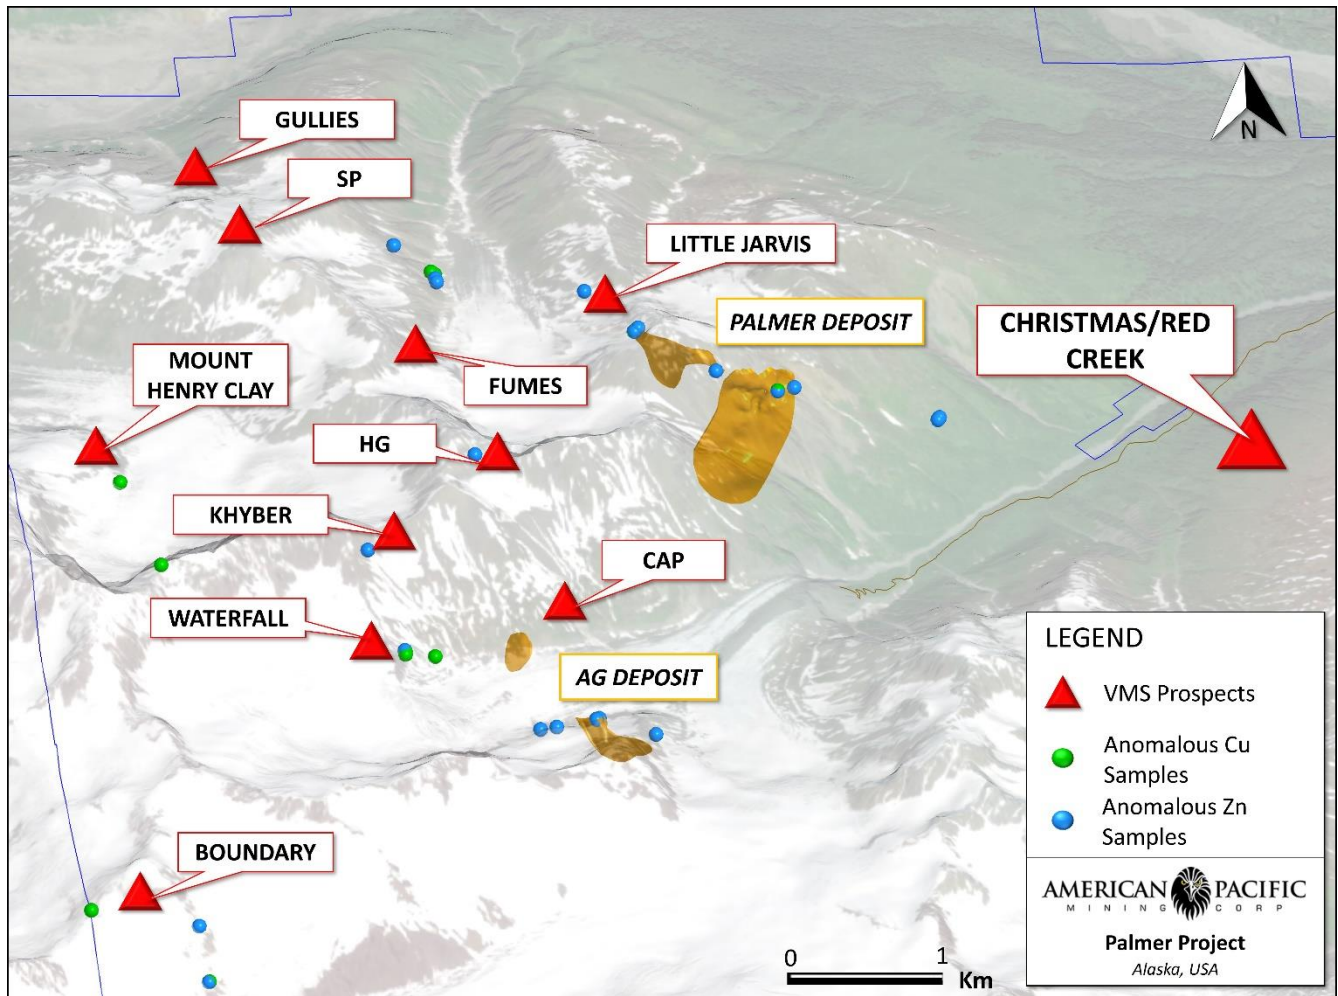 GULLIES
N
SP
LITTLE JARVIS
PALMER DEPOSIT
CHRISTMAS/RED
CREEK
MOUNT
HENRY CLAY
FUMES
HG
KHYBER
CAP
WATERFALL
AG DEPOSIT
LEGEND
VMS Prospects
Anomalous Cu
Samples
Anomalous Zn
Samples
BOUNDARY
AMERICAN PACIFIC
MINING CORP
Palmer Project
Alaska, USA
0 1
Km